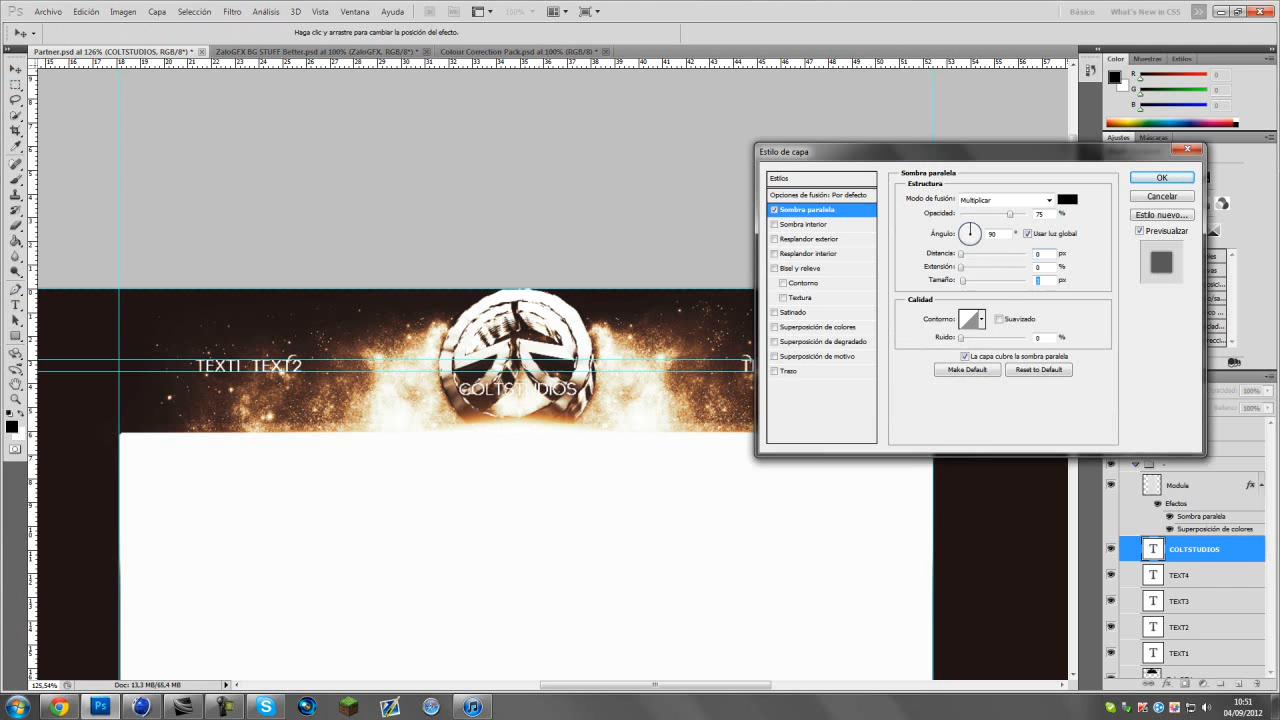 Ps Archivo Edición Imagen Capa Selección Filtro Análisis 3D Vista Ventana Ayuda 100% Básico What's New in CS5
Haga clic y arrastre para cambiar la posición del efecto.
Partner.psd al 126% (COLTSTUDIOS, RGB/8*) * ZaloGFX BG STUFF Better.psd al 100% (ZaloGFX, RGB/8*) * Colour Correction Pack.psd al 100% (RGB/8) *
Color Muestras Estilos
R 0
G 0
B 0
Ajustes Máscaras
Estilo de capa
Estilos
Opciones de fusión: Por defecto
Sombra paralela
Sombra interior
Resplandor exterior
Resplandor interior
Bisel y relieve
Contorno
Textura
Satinado
Superposición de colores
Superposición de degradado
Superposición de motivo
Trazo
Sombra paralela
Estructura
Modo de fusión: Multiplicar
Opacidad: 75 %
Ángulo: 90 ° Usar luz global
Distancia: 0 px
Extensión: 0 %
Tamaño: px
Calidad
Contorno: Suavizado
Ruido: 0 %
La capa cubre la sombra paralela
Make Default Reset to Default
OK
Cancelar
Estilo nuevo...
Previsualizar
TEXT1 TEXT2
COLTSTUDIOS
100%
100%
Module fx
Efectos
Sombra paralela
Superposición de colores
T COLTSTUDIOS
T TEXT4
T TEXT3
T TEXT2
T TEXT1
125,54% Doc: 13,3 MB/65,4 MB
10:51
04/09/2012